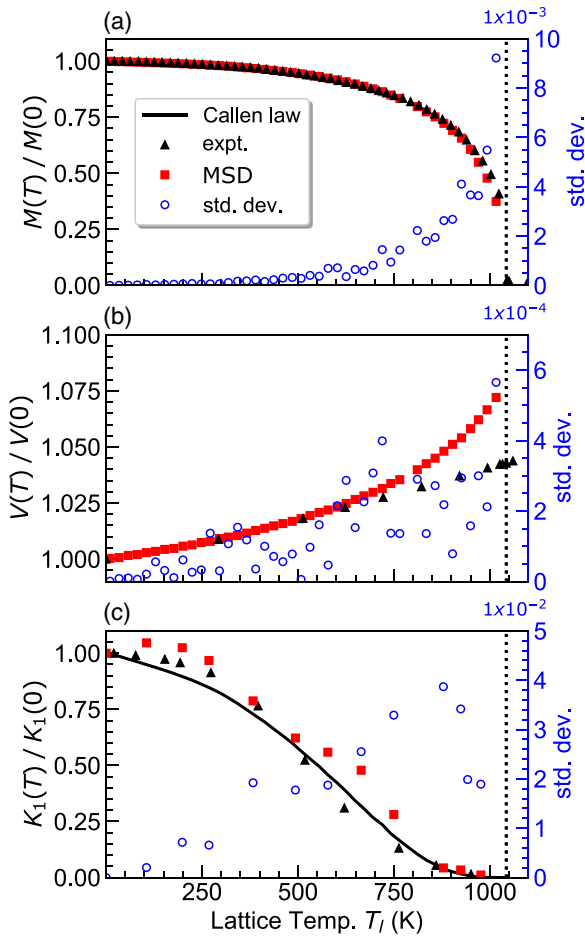 (a)
1x10⁻³
1.00
0.75
0.50
0.25
0.00
M(T) / M(0)
Callen law
expt.
MSD
std. dev.
10
8
6
4
2
0
std. dev.
(b)
1x10⁻⁴
1.100
1.075
1.050
1.025
1.000
V(T) / V(0)
6
4
2
0
std. dev.
(c)
1x10⁻²
1.00
0.75
0.50
0.25
0.00
K₁(T) / K₁(0)
5
4
3
2
1
0
std. dev.
250 500 750 1000
Lattice Temp. Tₗ (K)